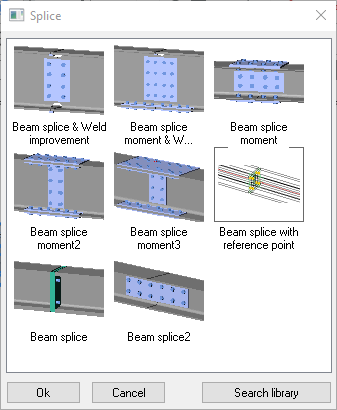 Splice
Beam splice & Weld
improvement
Beam splice
moment & W...
Beam splice
moment
Beam splice
moment2
Beam splice
moment3
Beam splice with
reference point
Beam splice
Beam splice2
Ok
Cancel
Search library